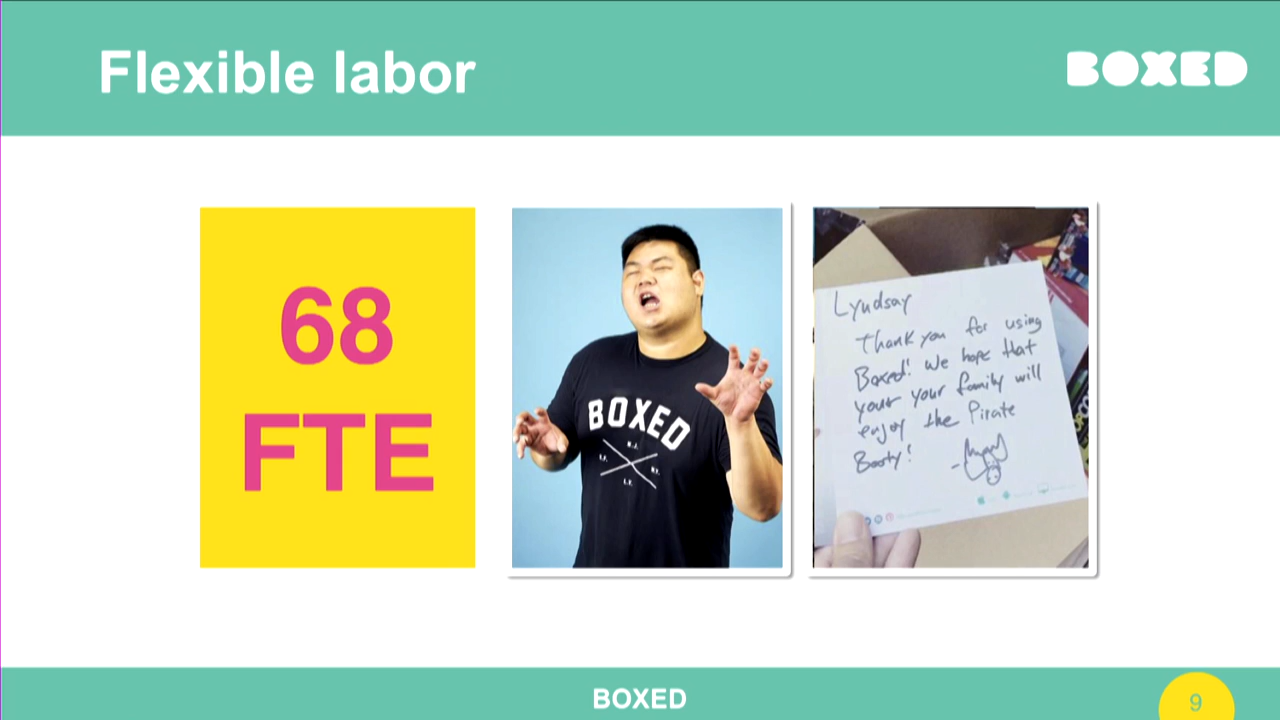 Flexible labor
BOXED
68
FTE
BOXED
N.J.
S.F.
N.Y.
L.V.
Lyndsay
Thank you for using
Boxed! We hope that
your your family will
enjoy the Pirate
Booty!
BOXED
9